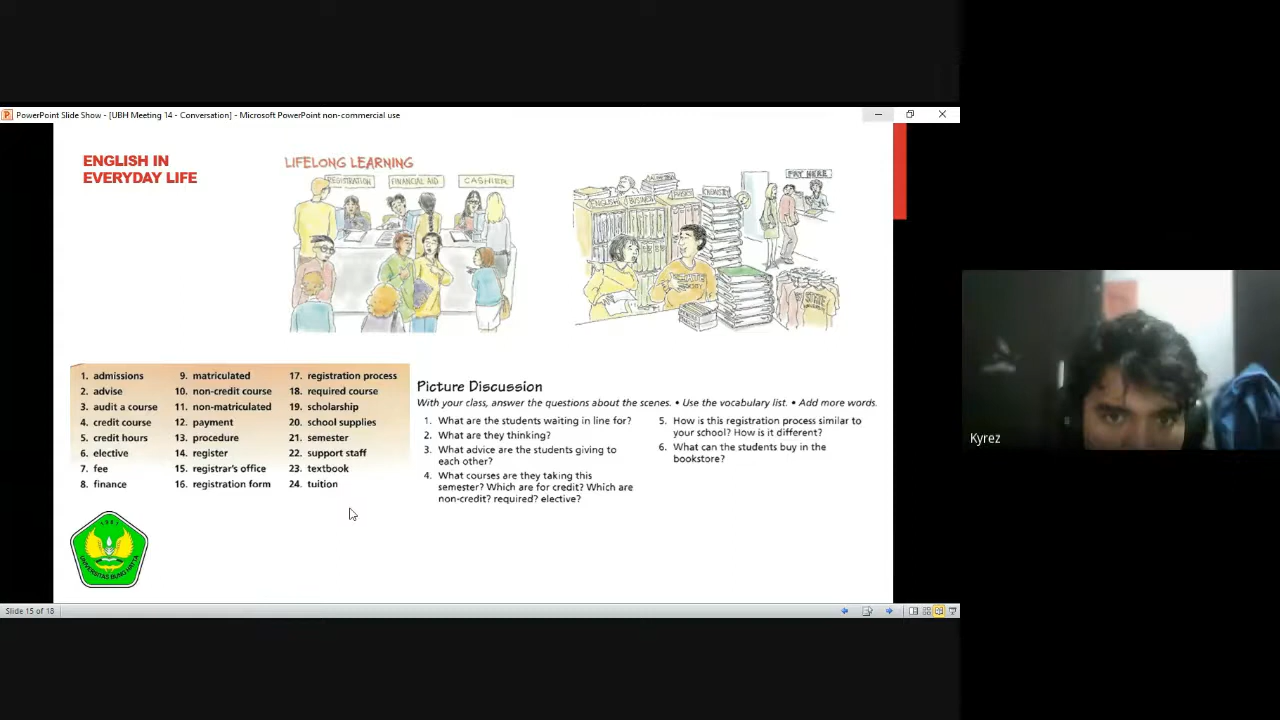 PowerPoint Slide Show - [UBH Meeting 14 - Conversation] - Microsoft PowerPoint non-commercial use
ENGLISH IN
EVERYDAY LIFE
LIFELONG LEARNING
REGISTRATION
FINANCIAL AID
CASHIER
ENGLISH
CHEMISTRY
PAY HERE
STATE
1. admissions
2. advise
3. audit a course
4. credit course
5. credit hours
6. elective
7. fee
8. finance
9. matriculated
10. non-credit course
11. non-matriculated
12. payment
13. procedure
14. register
15. registrar's office
16. registration form
17. registration process
18. required course
19. scholarship
20. school supplies
21. semester
22. support staff
23. textbook
24. tuition
Picture Discussion
With your class, answer the questions about the scenes. • Use the vocabulary list. • Add more words.
1. What are the students waiting in line for?
2. What are they thinking?
3. What advice are the students giving to
each other?
4. What courses are they taking this
semester? Which are for credit? Which are
non-credit? required? elective?
5. How is this registration process similar to
your school? How is it different?
6. What can the students buy in the
bookstore?
1981
UNIVERSITAS BUNG HATTA
Slide 15 of 18
Kyrez